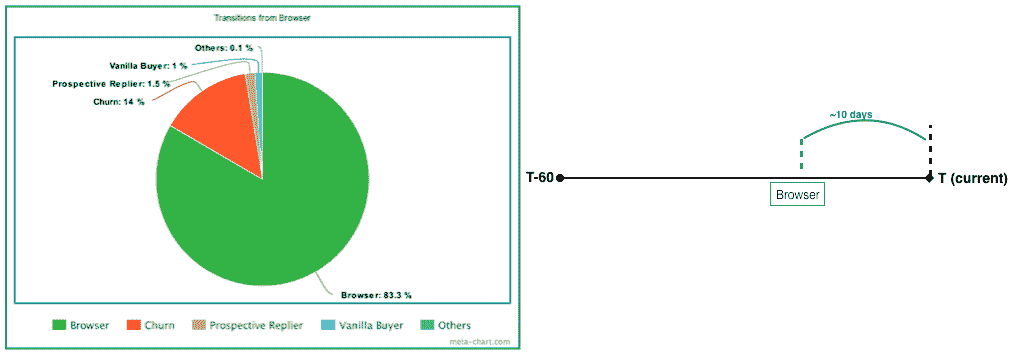 Transitions from Browser
Others: 0.1 %
Vanilla Buyer: 1 %
Prospective Replier: 1.5 %
Churn: 14 %
Browser: 83.3 %
Browser
Churn
Prospective Replier
Vanilla Buyer
Others
meta-chart.com
~10 days
T-60
T (current)
Browser